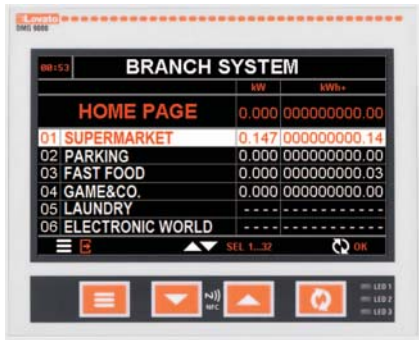 Lovato
DMG 9000
00:53 BRANCH SYSTEM
kW kWh+
HOME PAGE 0.000 000000000.00
01 SUPERMARKET 0.147 000000000.14
02 PARKING 0.000 000000000.00
03 FAST FOOD 0.000 000000000.03
04 GAME&CO. 0.000 000000000.00
05 LAUNDRY ---- ------------
06 ELECTRONIC WORLD ---- ------------
SEL 1...32 OK
NFC
LED 1
LED 2
LED 3